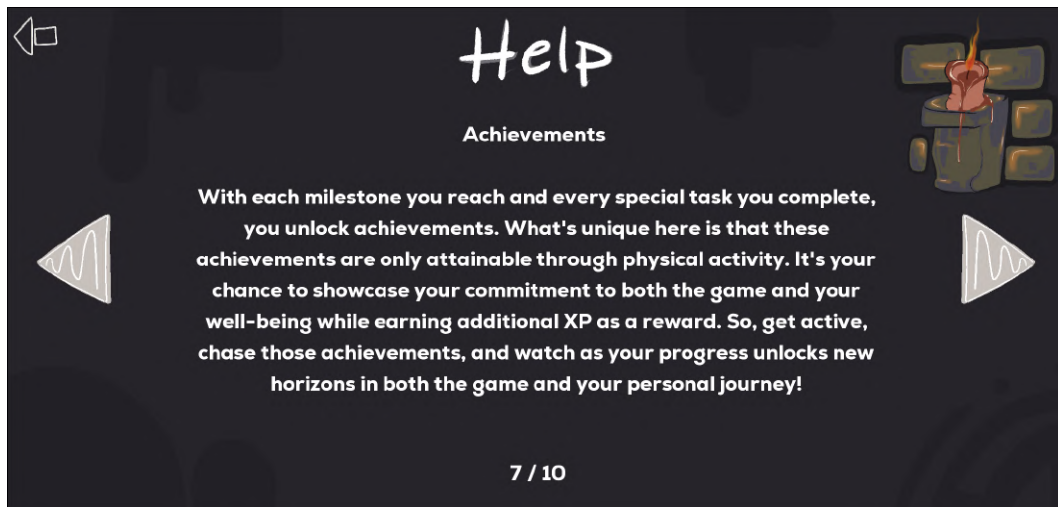 Help
Achievements
With each milestone you reach and every special task you complete,
you unlock achievements. What's unique here is that these
achievements are only attainable through physical activity. It's your
chance to showcase your commitment to both the game and your
well-being while earning additional XP as a reward. So, get active,
chase those achievements, and watch as your progress unlocks new
horizons in both the game and your personal journey!
7 / 10